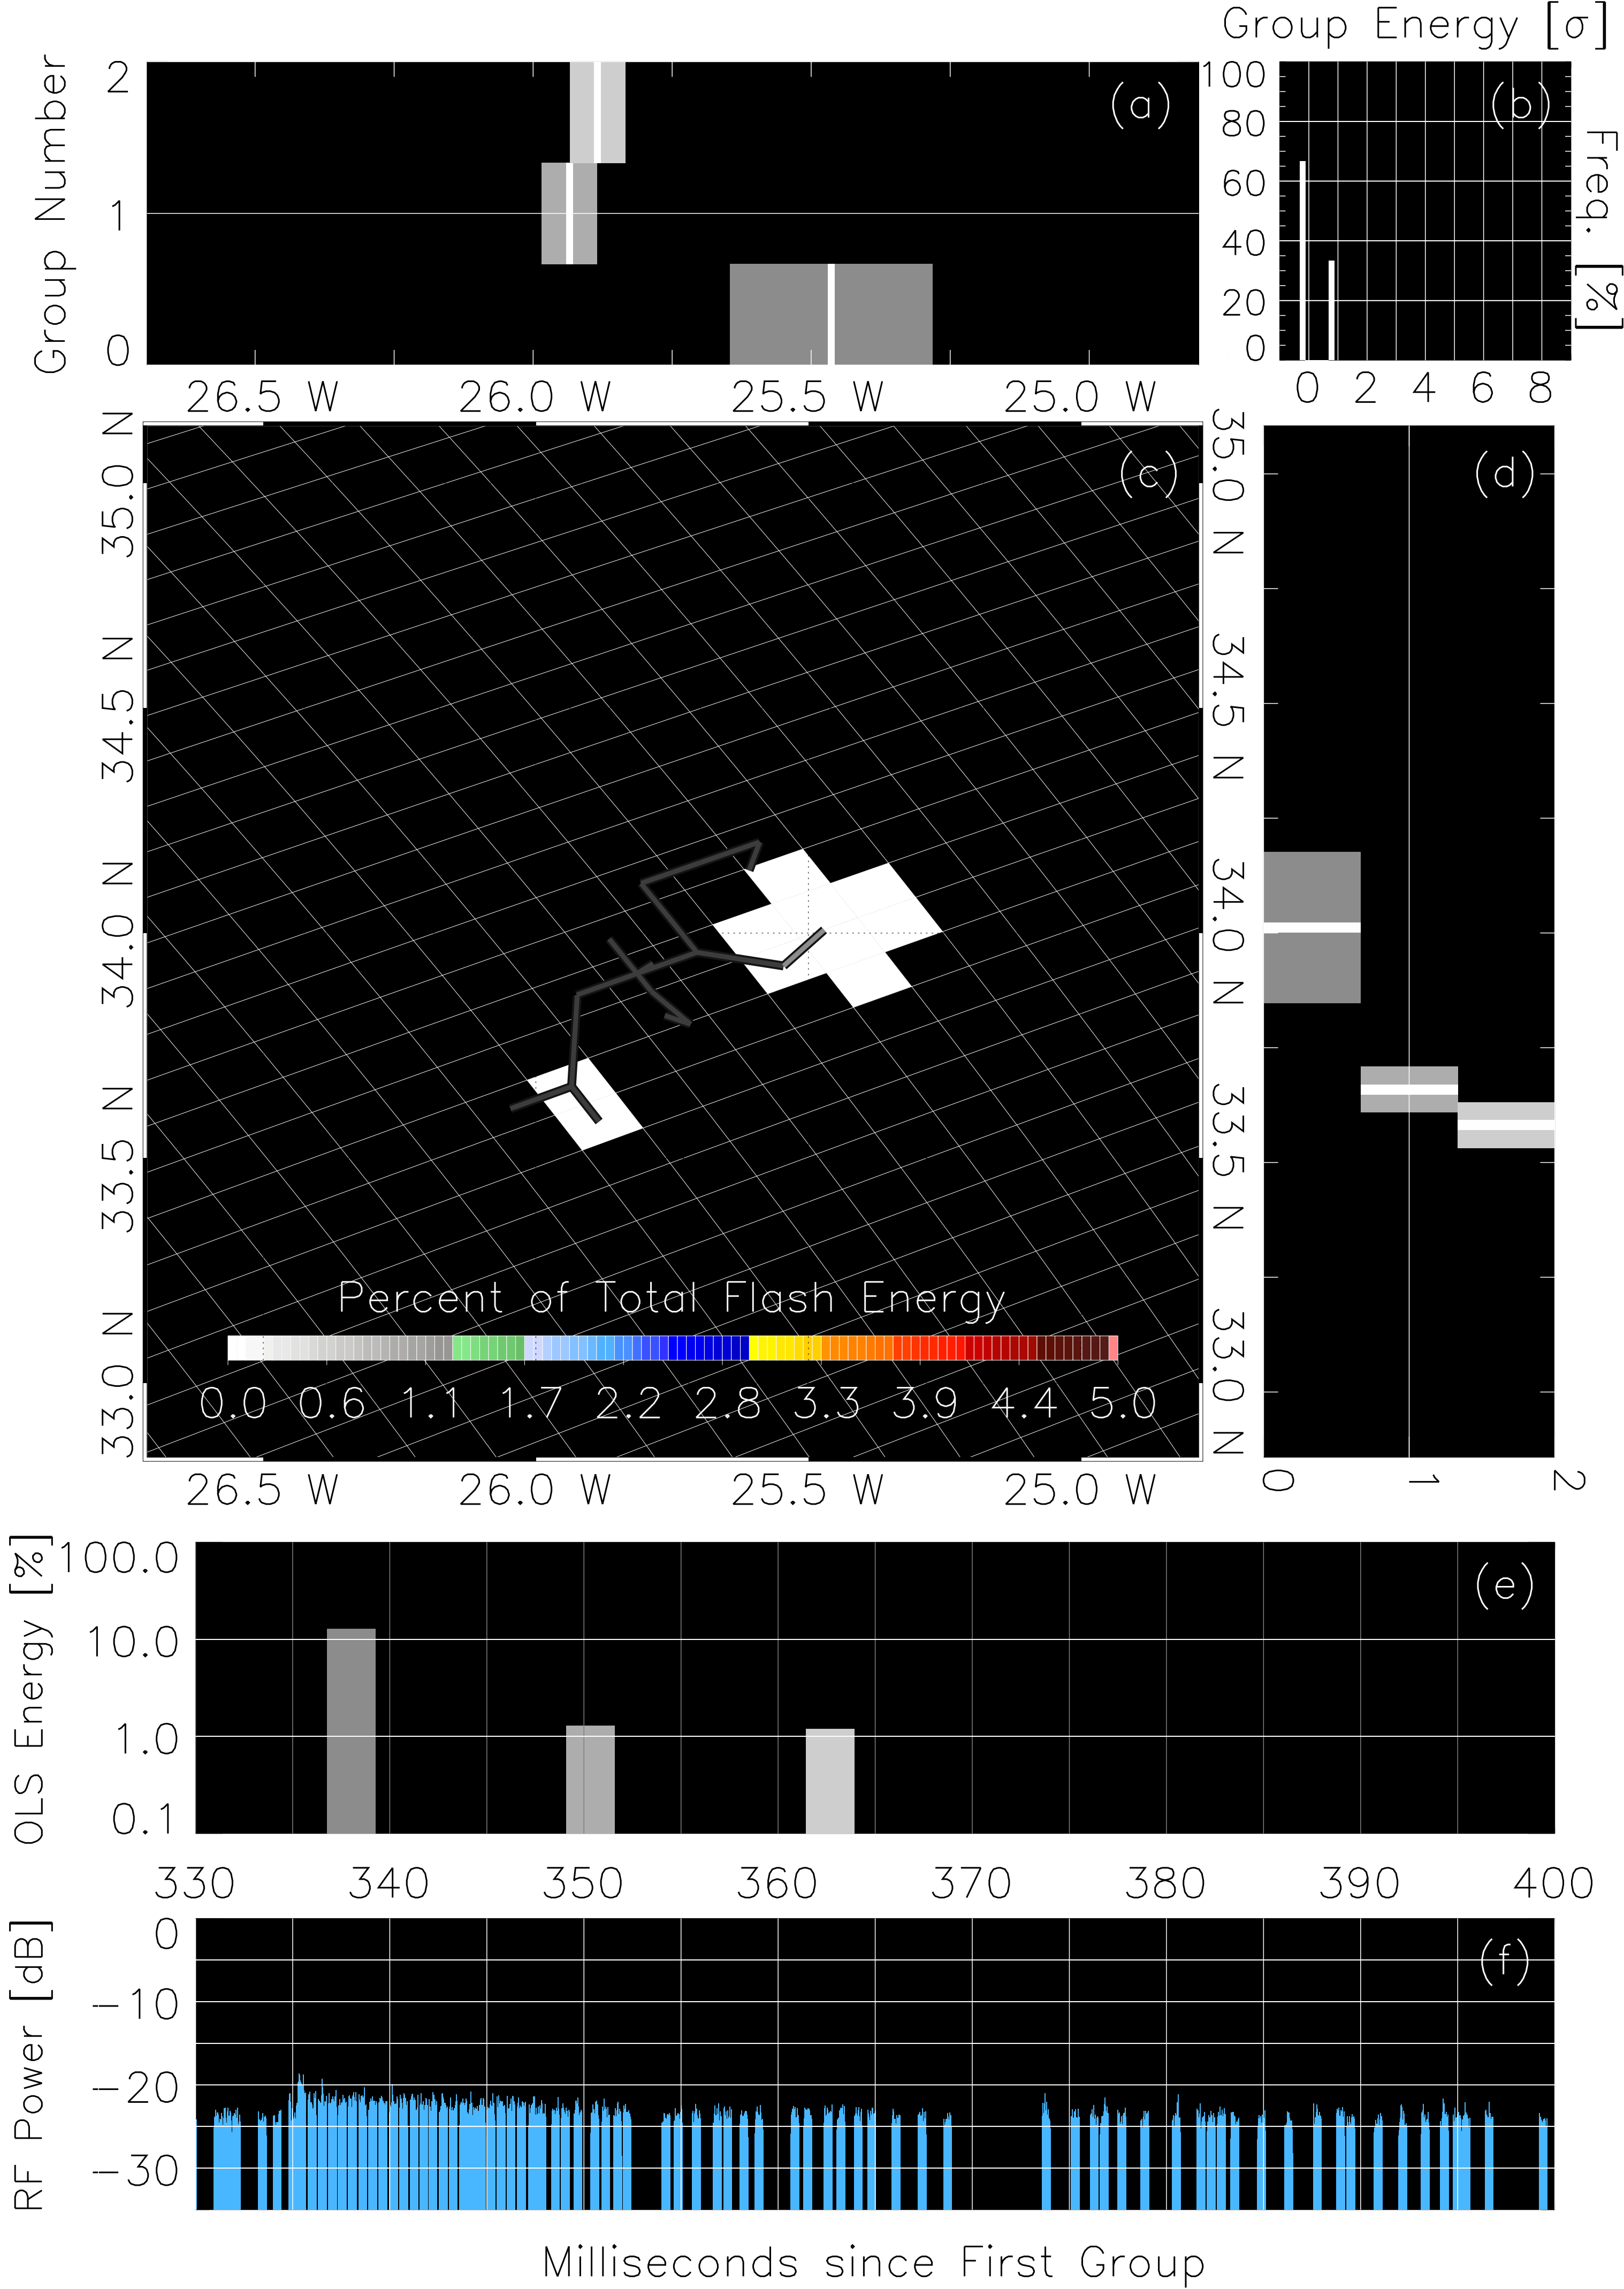 Group Energy [σ]
Group Number
2
1
0
(a)
100
80
60
40
20
0
(b)
Freq. [%]
26.5 W
26.0 W
25.5 W
25.0 W
0
2
4
6
8
35.0 N
34.5 N
34.0 N
33.5 N
33.0 N
(c)
35.0 N
34.5 N
34.0 N
33.5 N
33.0 N
(d)
Percent of Total Flash Energy
0.0
0.6
1.1
1.7
2.2
2.8
3.3
3.9
4.4
5.0
26.5 W
26.0 W
25.5 W
25.0 W
0
1
2
OLS Energy [%]
100.0
10.0
1.0
0.1
(e)
330
340
350
360
370
380
390
400
RF Power [dB]
0
-10
-20
-30
(f)
Milliseconds since First Group